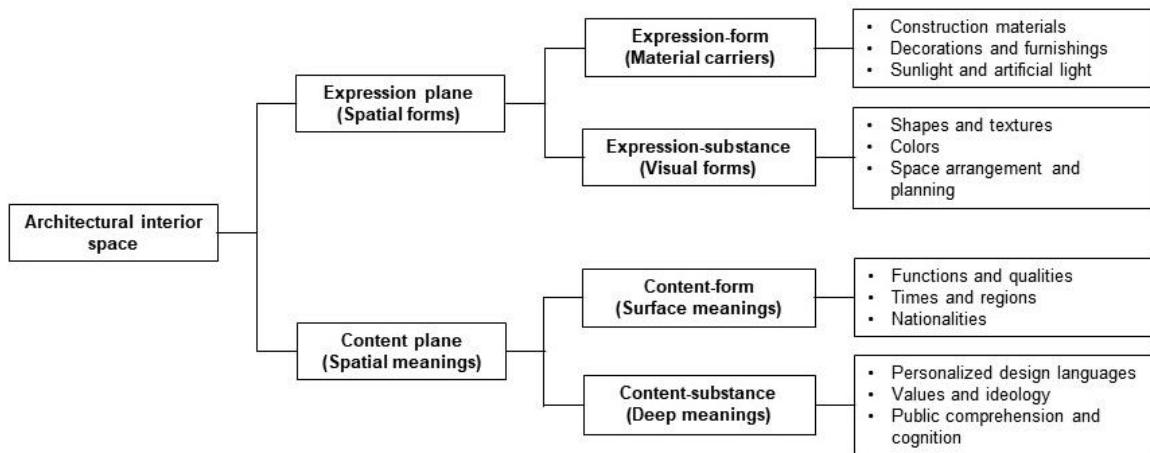 Architectural interior
space
Expression plane
(Spatial forms)
Content plane
(Spatial meanings)
Expression-form
(Material carriers)
Expression-substance
(Visual forms)
Content-form
(Surface meanings)
Content-substance
(Deep meanings)
• Construction materials
• Decorations and furnishings
• Sunlight and artificial light
• Shapes and textures
• Colors
• Space arrangement and
planning
• Functions and qualities
• Times and regions
• Nationalities
• Personalized design languages
• Values and ideology
• Public comprehension and
cognition